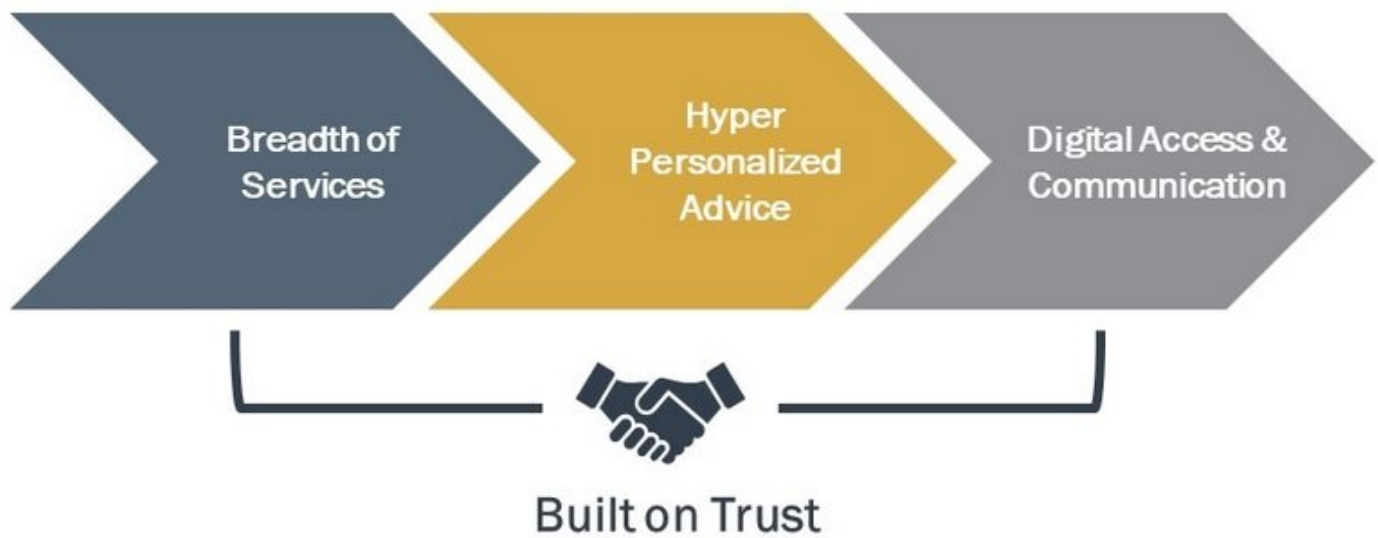 Breadth of
Services
Hyper
Personalized
Advice
Digital Access &
Communication
Built on Trust